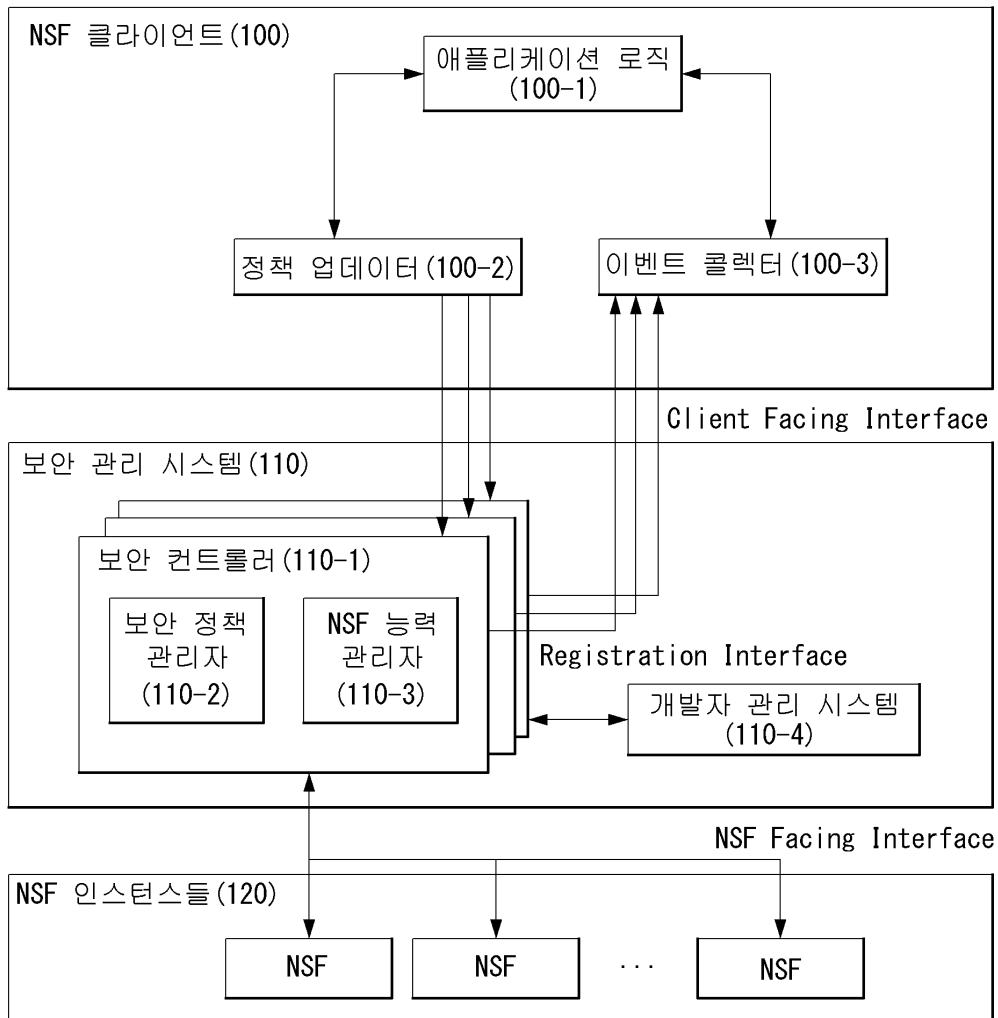 NSF 클라이언트(100)
애플리케이션 로직
(100-1)
정책 업데이터(100-2)
이벤트 콜렉터(100-3)
Client Facing Interface
보안 관리 시스템(110)
보안 컨트롤러(110-1)
보안 정책
관리자
(110-2)
NSF 능력
관리자
(110-3)
Registration Interface
개발자 관리 시스템
(110-4)
NSF Facing Interface
NSF 인스턴스들(120)
NSF
NSF
...
NSF